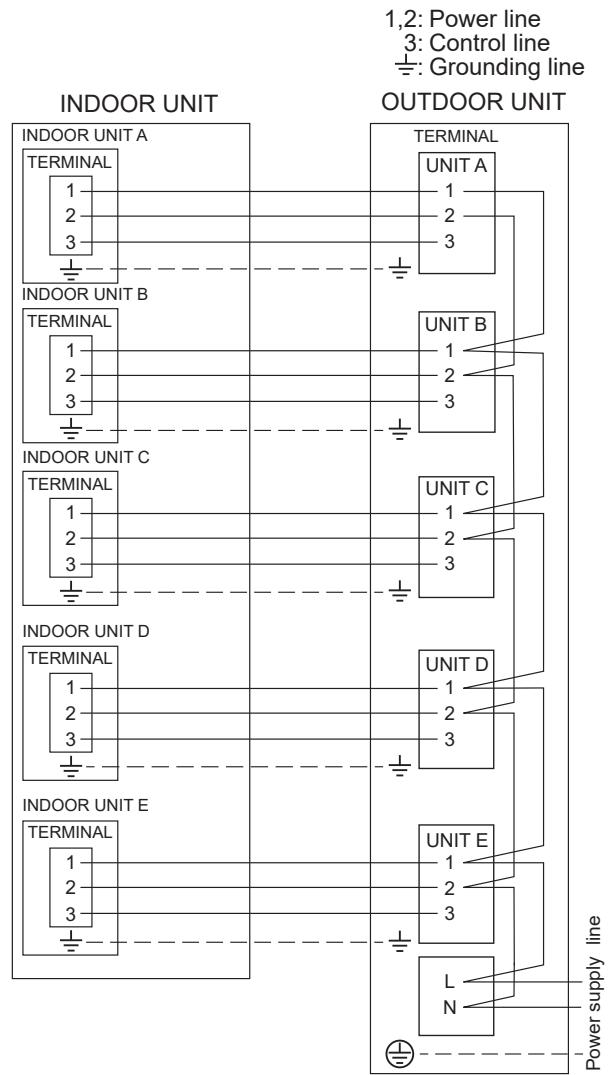 1,2: Power line
3: Control line
⏚: Grounding line
INDOOR UNIT
OUTDOOR UNIT
INDOOR UNIT A
TERMINAL
1
2
3
TERMINAL
UNIT A
1
2
3
INDOOR UNIT B
TERMINAL
1
2
3
UNIT B
1
2
3
INDOOR UNIT C
TERMINAL
1
2
3
UNIT C
1
2
3
INDOOR UNIT D
TERMINAL
1
2
3
UNIT D
1
2
3
INDOOR UNIT E
TERMINAL
1
2
3
UNIT E
1
2
3
L
N
Power supply line